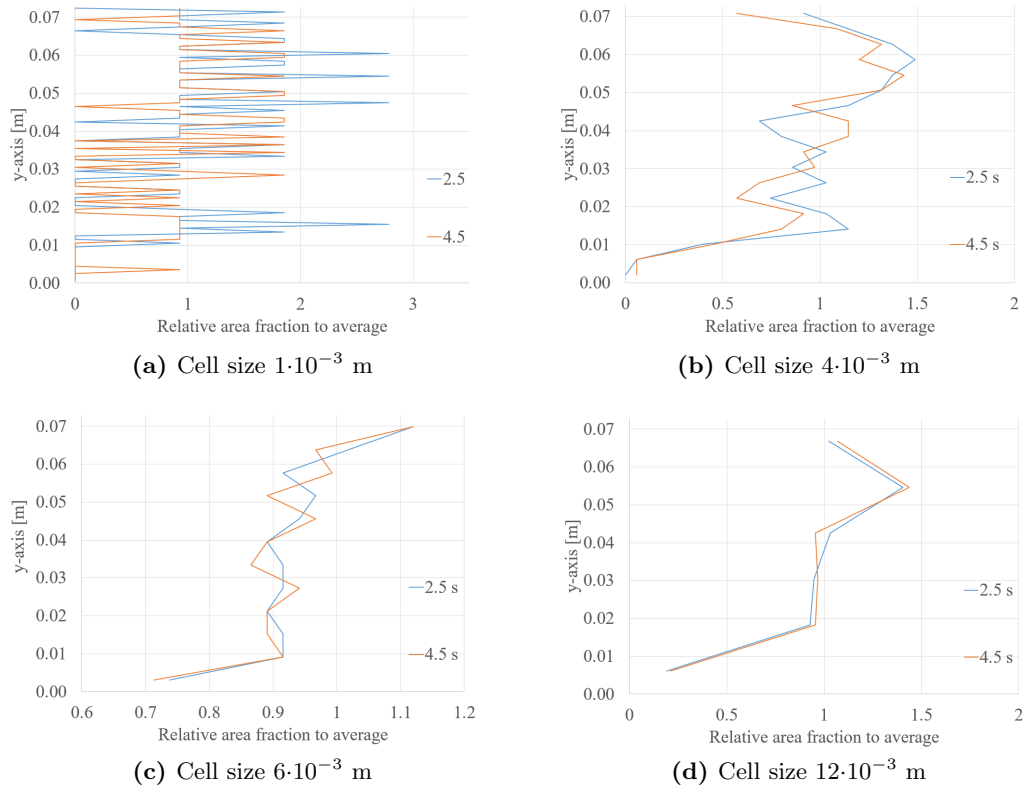 0.07
0.06
0.05
0.04
0.03
0.02
0.01
0.00
y-axis [m]
0 1 2 3
Relative area fraction to average
2.5
4.5
(a) Cell size 1·10−3 m
0.07
0.06
0.05
0.04
0.03
0.02
0.01
0.00
y-axis [m]
0 0.5 1 1.5 2
Relative area fraction to average
2.5 s
4.5 s
(b) Cell size 4·10−3 m
0.07
0.06
0.05
0.04
0.03
0.02
0.01
0.00
y-axis [m]
0.6 0.7 0.8 0.9 1 1.1 1.2
Relative area fraction to average
2.5 s
4.5 s
(c) Cell size 6·10−3 m
0.07
0.06
0.05
0.04
0.03
0.02
0.01
0.00
y-axis [m]
0 0.5 1 1.5 2
Relative area fraction to average
2.5 s
4.5 s
(d) Cell size 12·10−3 m